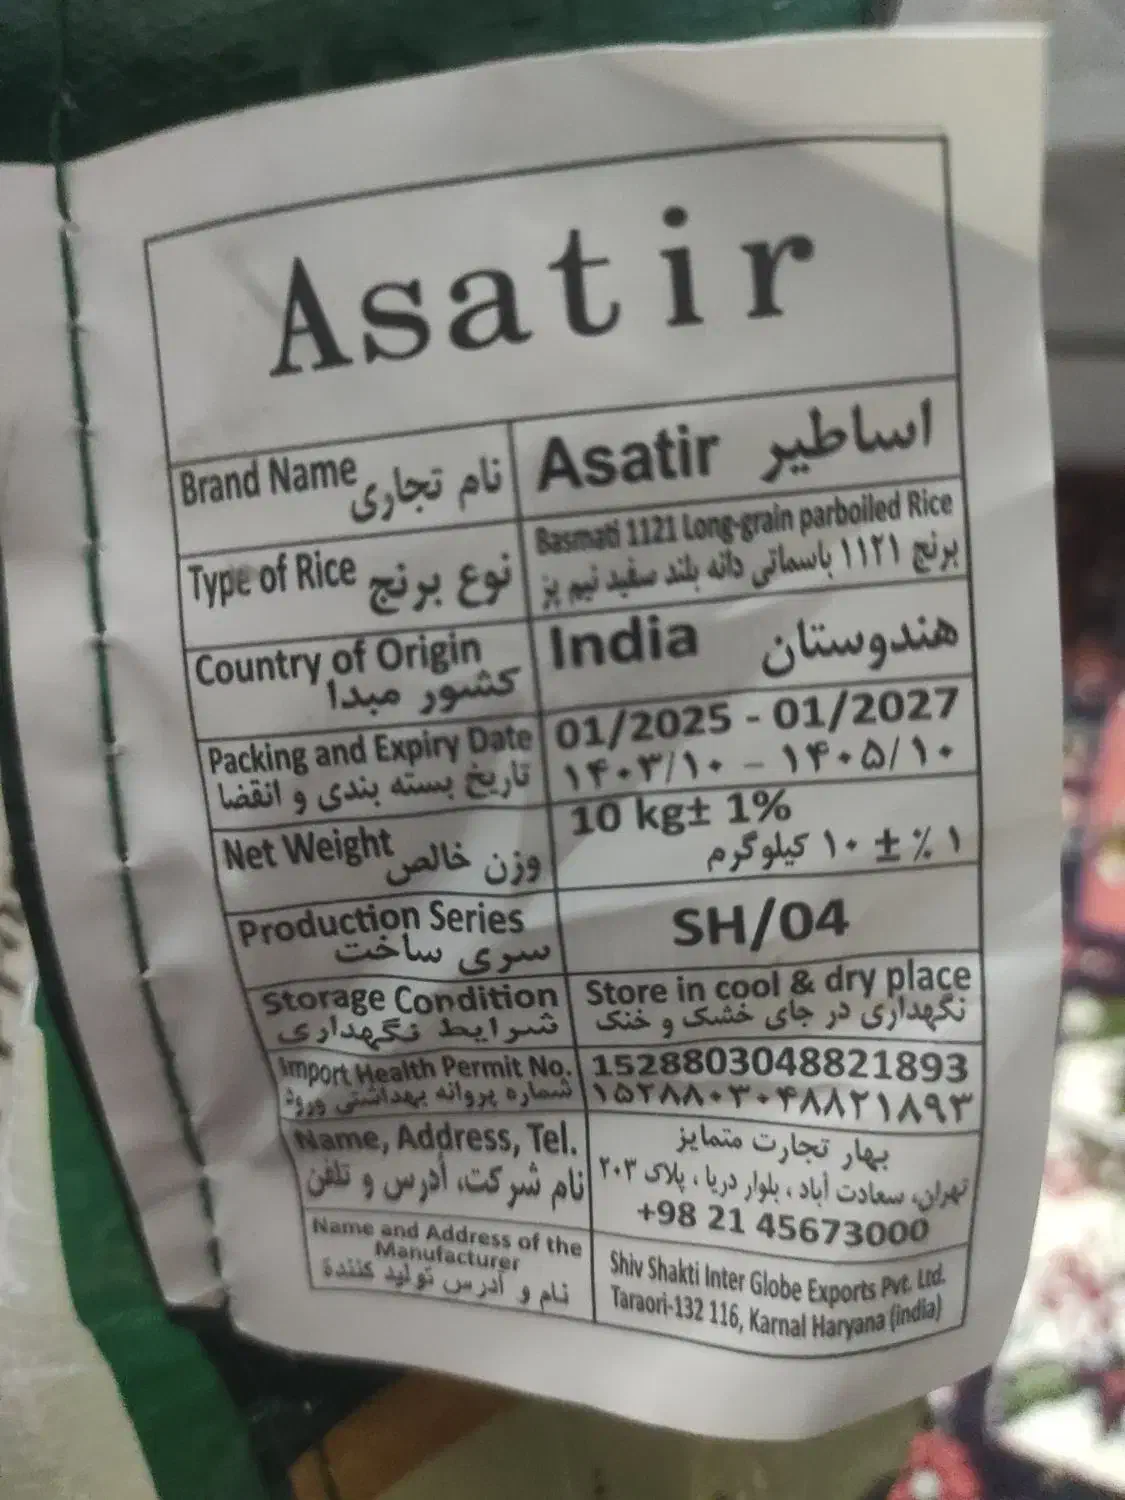 Asatir
Brand Name نام تجاری
Asatir اساطیر
Type of Rice نوع برنج
Basmati 1121 Long-grain parboiled Rice
برنج ۱۱۲۱ باسماتی دانه بلند سفید نیم پز
Country of Origin
کشور مبدا
India هندوستان
Packing and Expiry Date
تاریخ بسته بندی و انقضا
01/2025 - 01/2027
۱۴۰۳/۱۰ – ۱۴۰۵/۱۰
Net Weight وزن خالص
10 kg± 1%
۱۰ کیلوگرم ± ٪ ۱
Production Series
سری ساخت
SH/04
Storage Condition
شرایط نگهداری
Store in cool & dry place
نگهداری در جای خشک و خنک
Import Health Permit No.
شماره پروانه بهداشتی ورود
1528803048821893
۱۵۲۸۸۰۳۰۴۸۸۲۱۸۹۳
Name, Address, Tel.
نام شرکت، آدرس و تلفن
بهار تجارت متمایز
تهران، سعادت آباد، بلوار دریا، پلاک ۲۰۳
+98 21 45673000
Name and Address of the
Manufacturer
نام و آدرس تولید کننده
Shiv Shakti Inter Globe Exports Pvt. Ltd.
Taraori-132 116, Karnal Haryana (india)